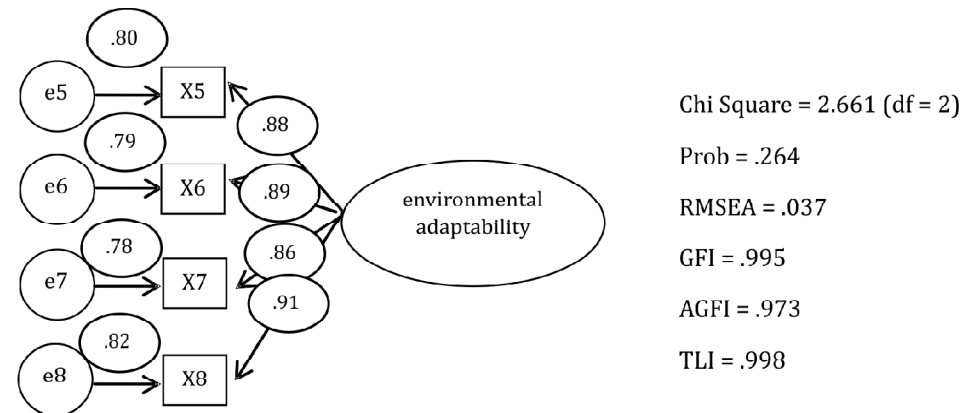 .80
e5
X5
.88
.79
e6
X6
.89
environmental
adaptability
.78
e7
X7
.86
.91
.82
e8
X8
Chi Square = 2.661 (df = 2)
Prob = .264
RMSEA = .037
GFI = .995
AGFI = .973
TLI = .998